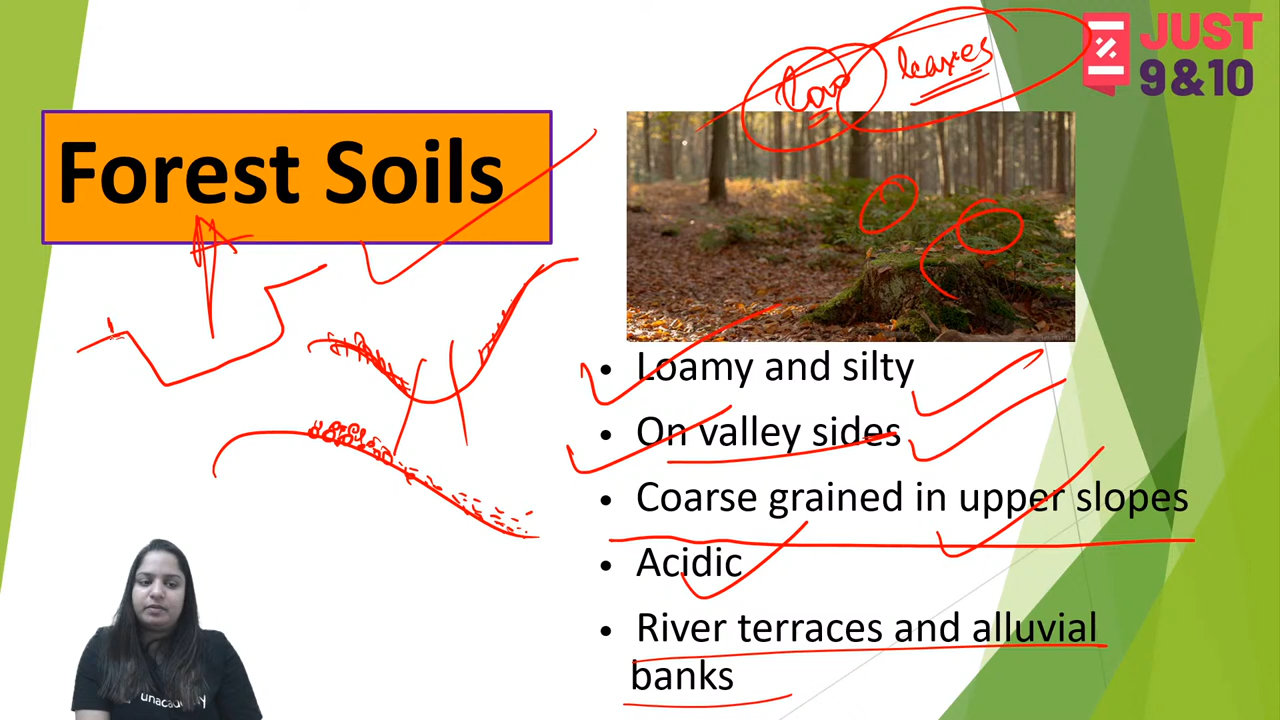 leaves
JUST
9&10
Forest Soils
• Loamy and silty
• On valley sides
• Coarse grained in upper slopes
• Acidic
• River terraces and alluvial
banks